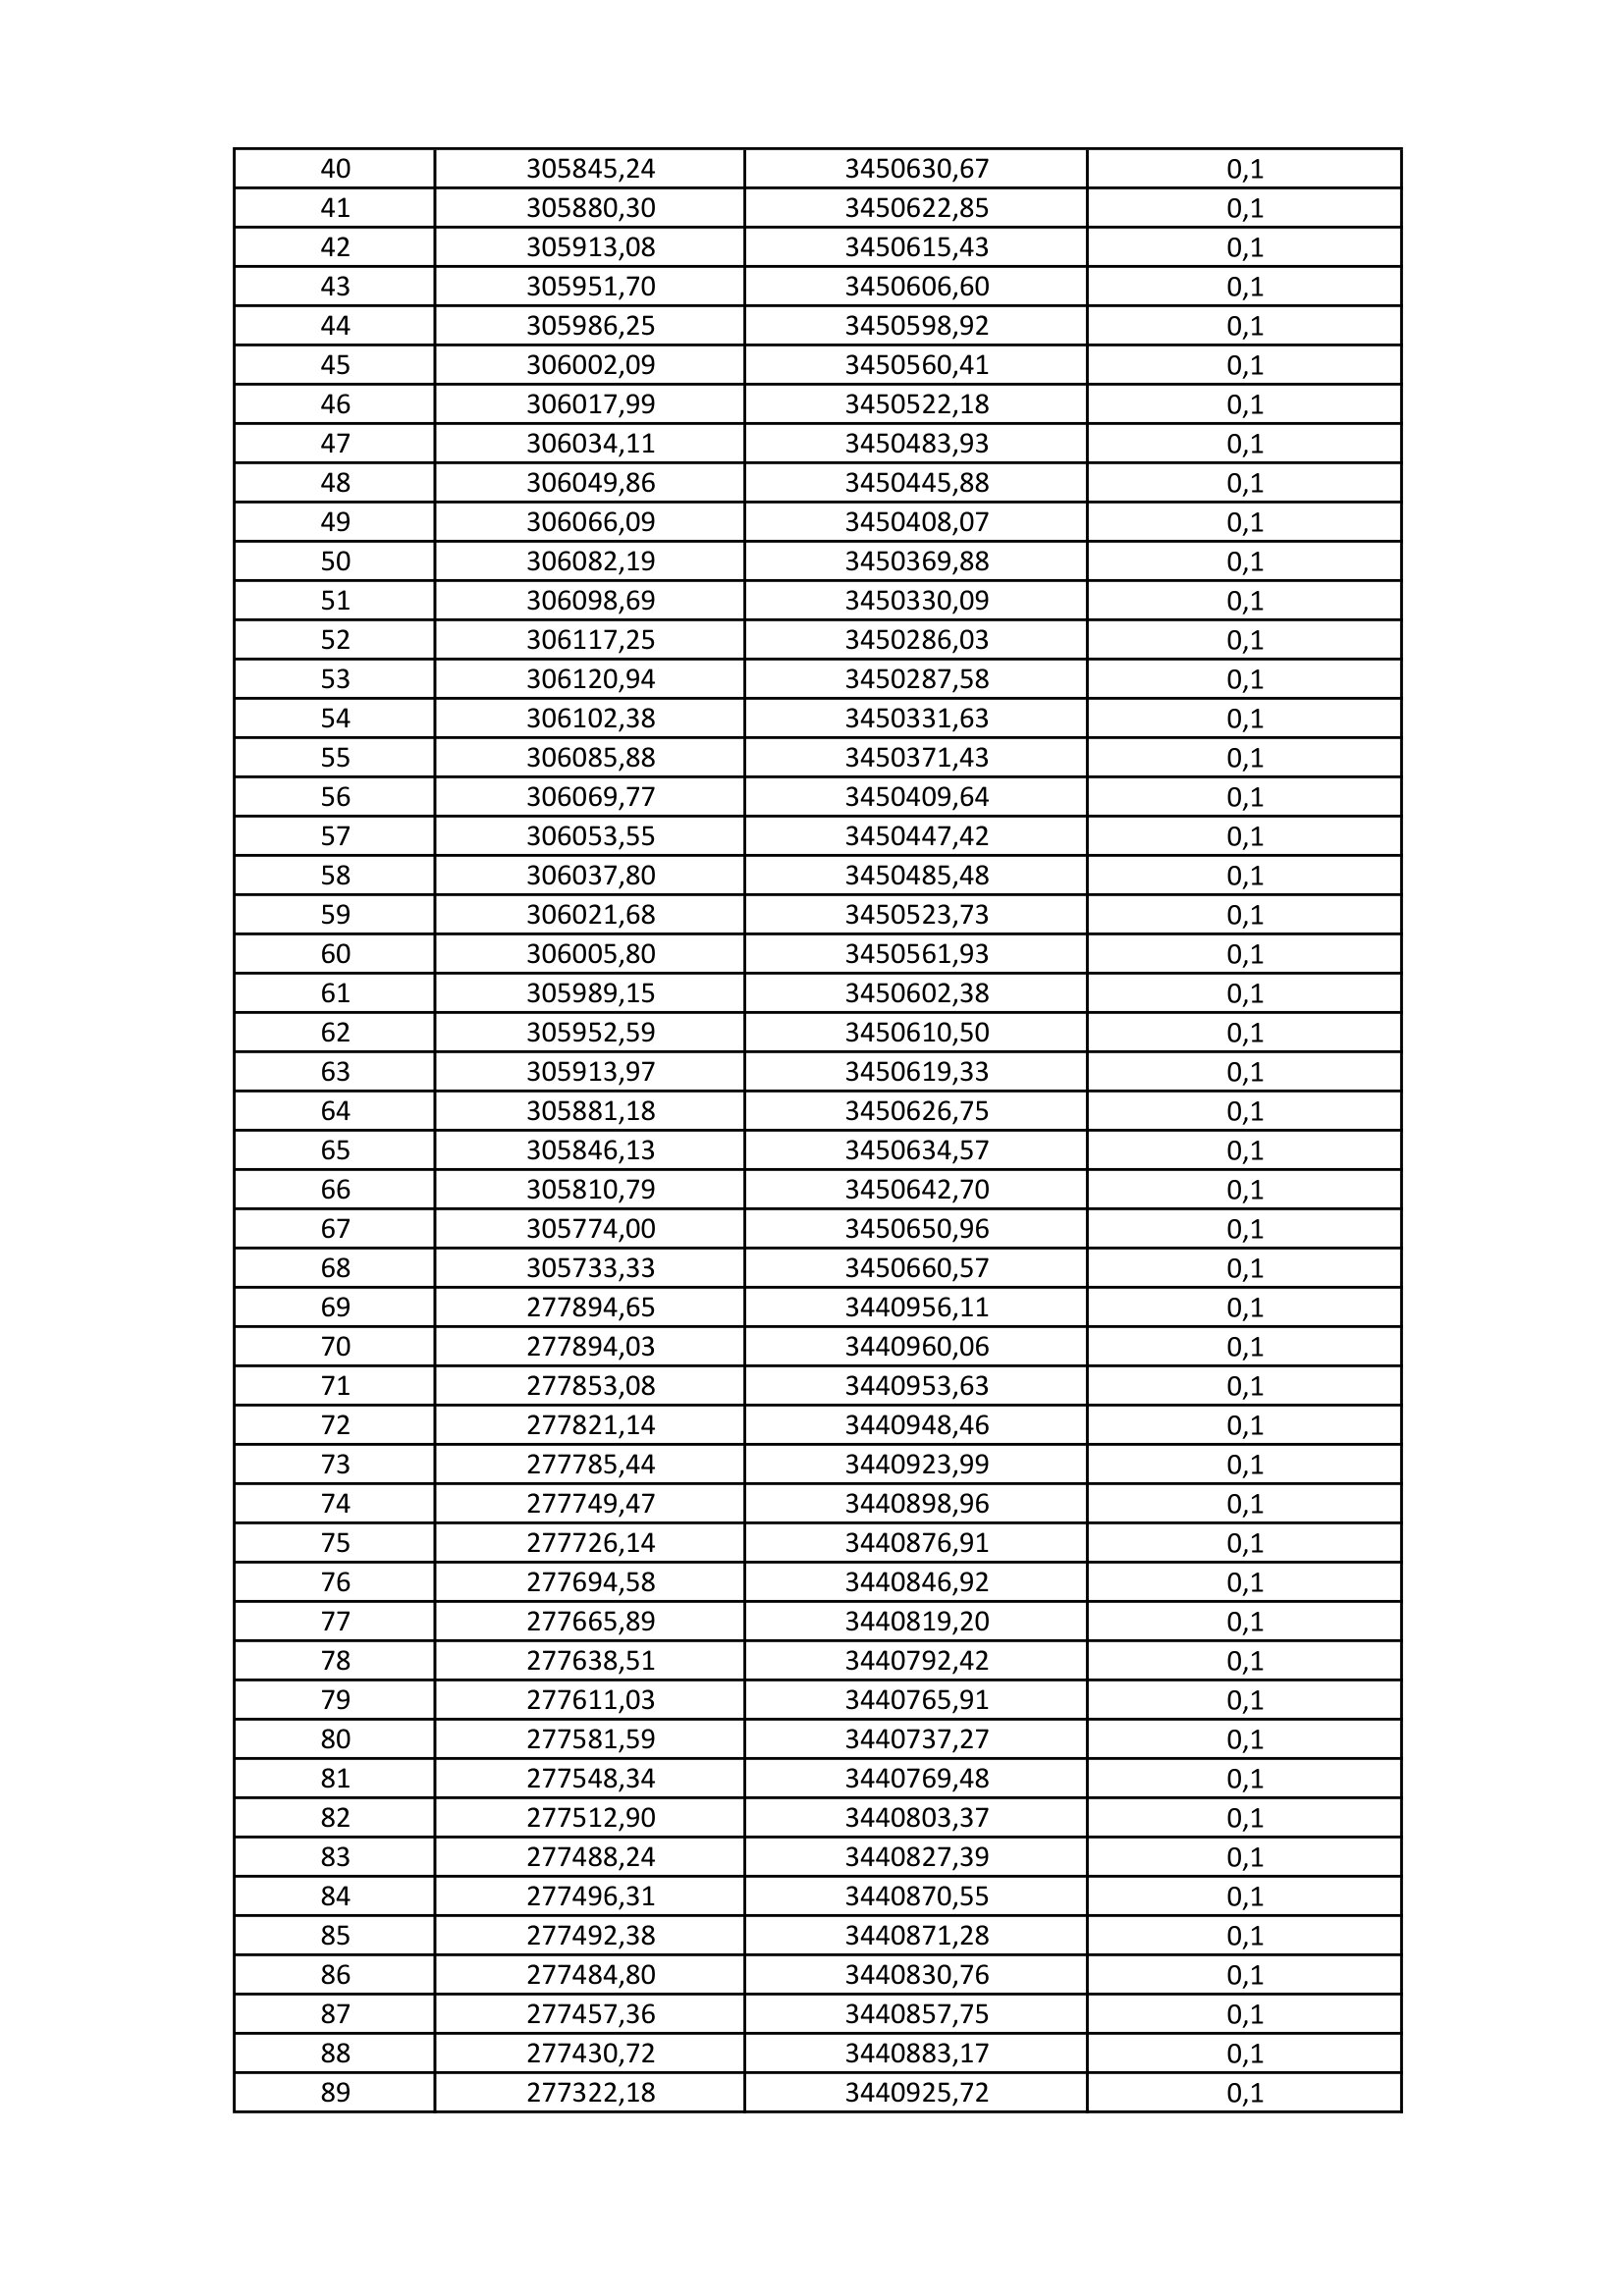 40 305845,24 3450630,67 0,1
41 305880,30 3450622,85 0,1
42 305913,08 3450615,43 0,1
43 305951,70 3450606,60 0,1
44 305986,25 3450598,92 0,1
45 306002,09 3450560,41 0,1
46 306017,99 3450522,18 0,1
47 306034,11 3450483,93 0,1
48 306049,86 3450445,88 0,1
49 306066,09 3450408,07 0,1
50 306082,19 3450369,88 0,1
51 306098,69 3450330,09 0,1
52 306117,25 3450286,03 0,1
53 306120,94 3450287,58 0,1
54 306102,38 3450331,63 0,1
55 306085,88 3450371,43 0,1
56 306069,77 3450409,64 0,1
57 306053,55 3450447,42 0,1
58 306037,80 3450485,48 0,1
59 306021,68 3450523,73 0,1
60 306005,80 3450561,93 0,1
61 305989,15 3450602,38 0,1
62 305952,59 3450610,50 0,1
63 305913,97 3450619,33 0,1
64 305881,18 3450626,75 0,1
65 305846,13 3450634,57 0,1
66 305810,79 3450642,70 0,1
67 305774,00 3450650,96 0,1
68 305733,33 3450660,57 0,1
69 277894,65 3440956,11 0,1
70 277894,03 3440960,06 0,1
71 277853,08 3440953,63 0,1
72 277821,14 3440948,46 0,1
73 277785,44 3440923,99 0,1
74 277749,47 3440898,96 0,1
75 277726,14 3440876,91 0,1
76 277694,58 3440846,92 0,1
77 277665,89 3440819,20 0,1
78 277638,51 3440792,42 0,1
79 277611,03 3440765,91 0,1
80 277581,59 3440737,27 0,1
81 277548,34 3440769,48 0,1
82 277512,90 3440803,37 0,1
83 277488,24 3440827,39 0,1
84 277496,31 3440870,55 0,1
85 277492,38 3440871,28 0,1
86 277484,80 3440830,76 0,1
87 277457,36 3440857,75 0,1
88 277430,72 3440883,17 0,1
89 277322,18 3440925,72 0,1